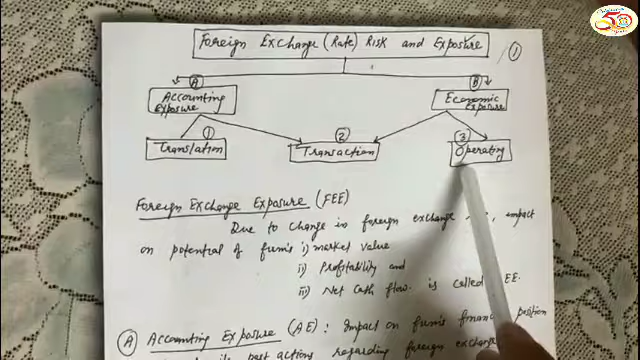 Foreign Exchange (Rate) Risk and Exposure
1
A
B
Accounting Exposure
Economic Exposure
1
2
3
Translation
Transaction
Operating
Foreign Exchange Exposure (FEE)
Due to change in foreign exchange impact
on potential of firm's i) market value
ii) Profitability and
iii) Net Cash flow. is called EE.
A Accounting Exposure (AE): Impact on firm's position
past actions regarding foreign exchange
50